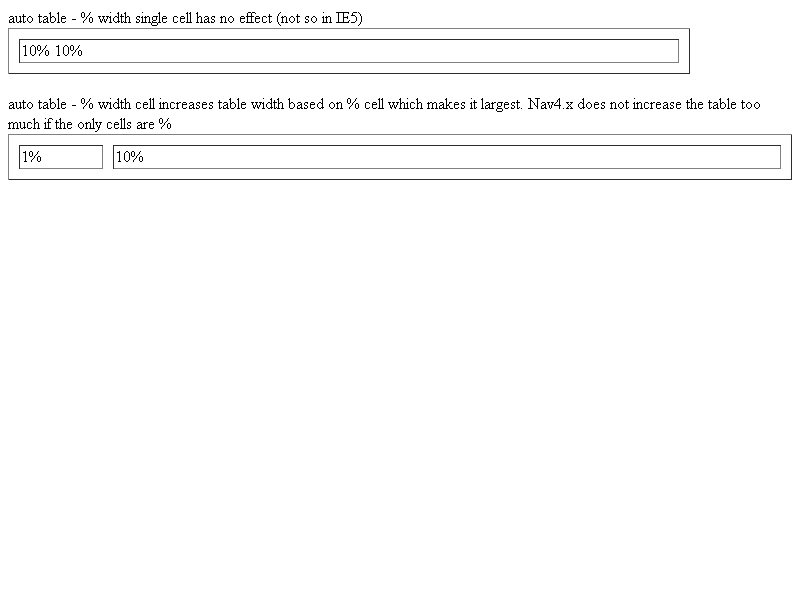 auto table - % width single cell has no effect (not so in IE5)
10% 10%
auto table - % width cell increases table width based on % cell which makes it largest. Nav4.x does not increase the table too
much if the only cells are %
1% 10%